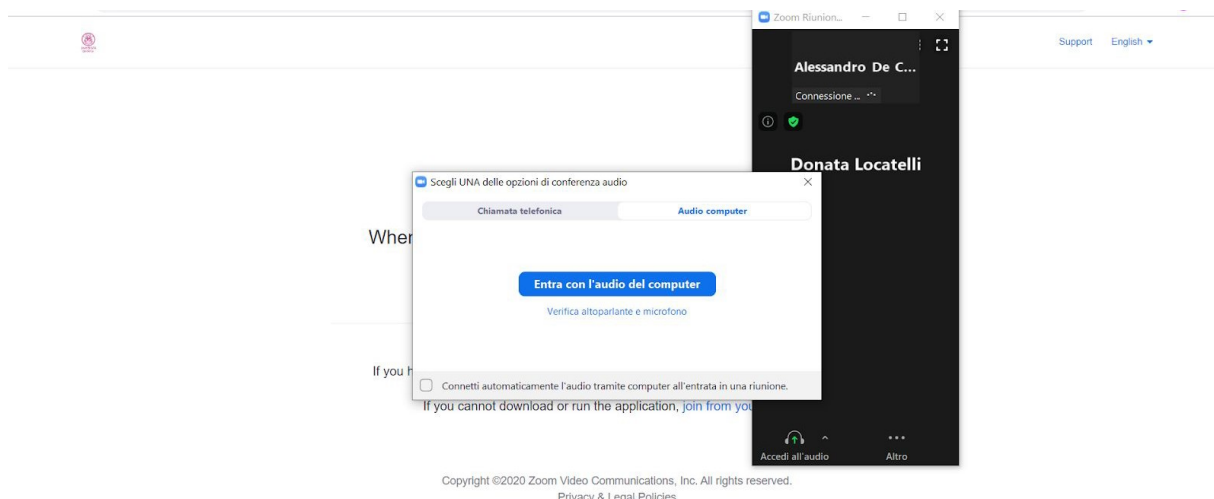 Zoom Riunion...
Support English
Alessandro De C...
Connessione ...
Donata Locatelli
Scegli UNA delle opzioni di conferenza audio
Chiamata telefonica Audio computer
When
Entra con l'audio del computer
Verifica altoparlante e microfono
If you h
Connetti automaticamente l'audio tramite computer all'entrata in una riunione.
If you cannot download or run the application, join from you
Accedi all'audio Altro
Copyright ©2020 Zoom Video Communications, Inc. All rights reserved.
Privacy & Legal Policies